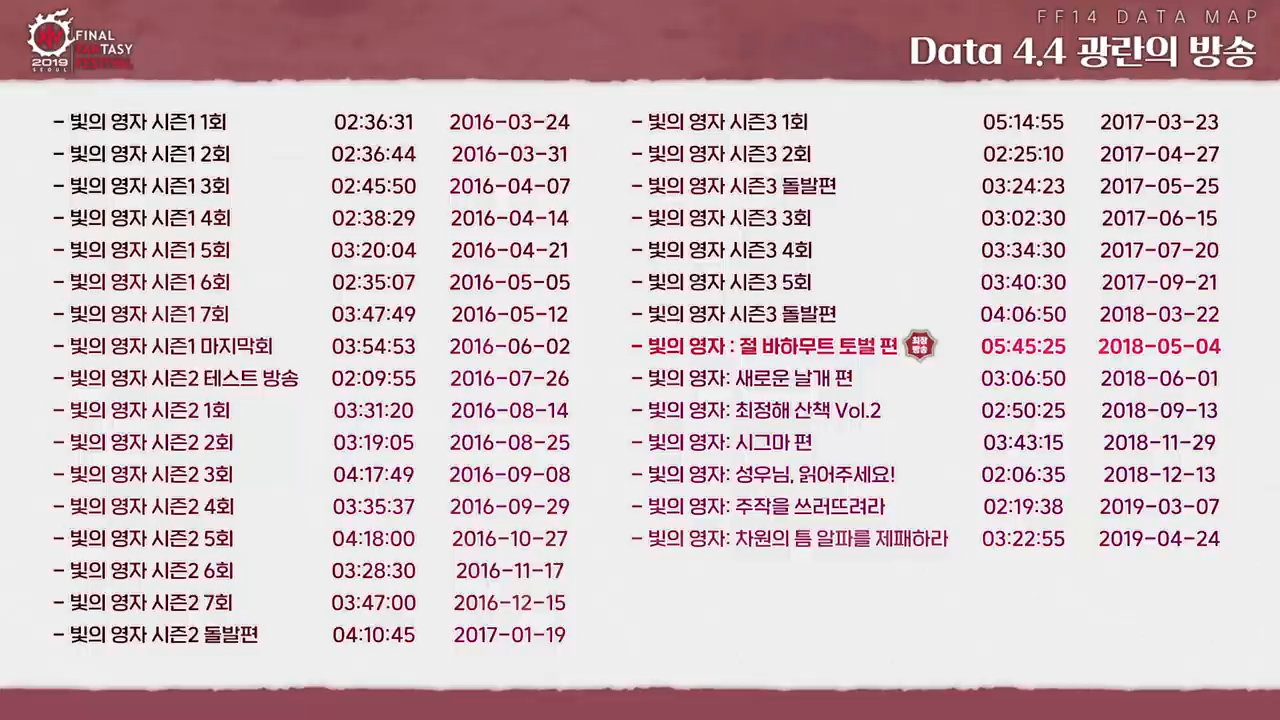 FINAL
FANTASY
FESTIVAL
2019
SEOUL
FF14 DATA MAP
Data 4.4 광란의 방송
- 빛의 영자 시즌1 1회 02:36:31 2016-03-24
- 빛의 영자 시즌1 2회 02:36:44 2016-03-31
- 빛의 영자 시즌1 3회 02:45:50 2016-04-07
- 빛의 영자 시즌1 4회 02:38:29 2016-04-14
- 빛의 영자 시즌1 5회 03:20:04 2016-04-21
- 빛의 영자 시즌1 6회 02:35:07 2016-05-05
- 빛의 영자 시즌1 7회 03:47:49 2016-05-12
- 빛의 영자 시즌1 마지막회 03:54:53 2016-06-02
- 빛의 영자 시즌2 테스트 방송 02:09:55 2016-07-26
- 빛의 영자 시즌2 1회 03:31:20 2016-08-14
- 빛의 영자 시즌2 2회 03:19:05 2016-08-25
- 빛의 영자 시즌2 3회 04:17:49 2016-09-08
- 빛의 영자 시즌2 4회 03:35:37 2016-09-29
- 빛의 영자 시즌2 5회 04:18:00 2016-10-27
- 빛의 영자 시즌2 6회 03:28:30 2016-11-17
- 빛의 영자 시즌2 7회 03:47:00 2016-12-15
- 빛의 영자 시즌2 돌발편 04:10:45 2017-01-19
- 빛의 영자 시즌3 1회 05:14:55 2017-03-23
- 빛의 영자 시즌3 2회 02:25:10 2017-04-27
- 빛의 영자 시즌3 돌발편 03:24:23 2017-05-25
- 빛의 영자 시즌3 3회 03:02:30 2017-06-15
- 빛의 영자 시즌3 4회 03:34:30 2017-07-20
- 빛의 영자 시즌3 5회 03:40:30 2017-09-21
- 빛의 영자 시즌3 돌발편 04:06:50 2018-03-22
- 빛의 영자 : 절 바하무트 토벌 편 최장 방송 05:45:25 2018-05-04
- 빛의 영자: 새로운 날개 편 03:06:50 2018-06-01
- 빛의 영자: 최정해 산책 Vol.2 02:50:25 2018-09-13
- 빛의 영자: 시그마 편 03:43:15 2018-11-29
- 빛의 영자: 성우님, 읽어주세요! 02:06:35 2018-12-13
- 빛의 영자: 주작을 쓰러뜨려라 02:19:38 2019-03-07
- 빛의 영자: 차원의 틈 알파를 제패하라 03:22:55 2019-04-24